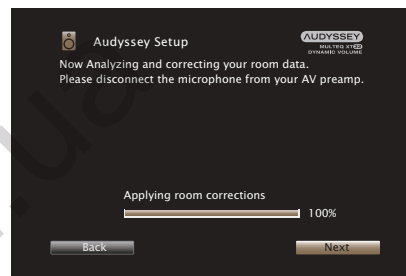 Audyssey Setup
AUDYSSEY
MULTEQ XT32
DYNAMIC VOLUME
Now Analyzing and correcting your room data.
Please disconnect the microphone from your AV preamp.
Applying room corrections
100%
Back
Next